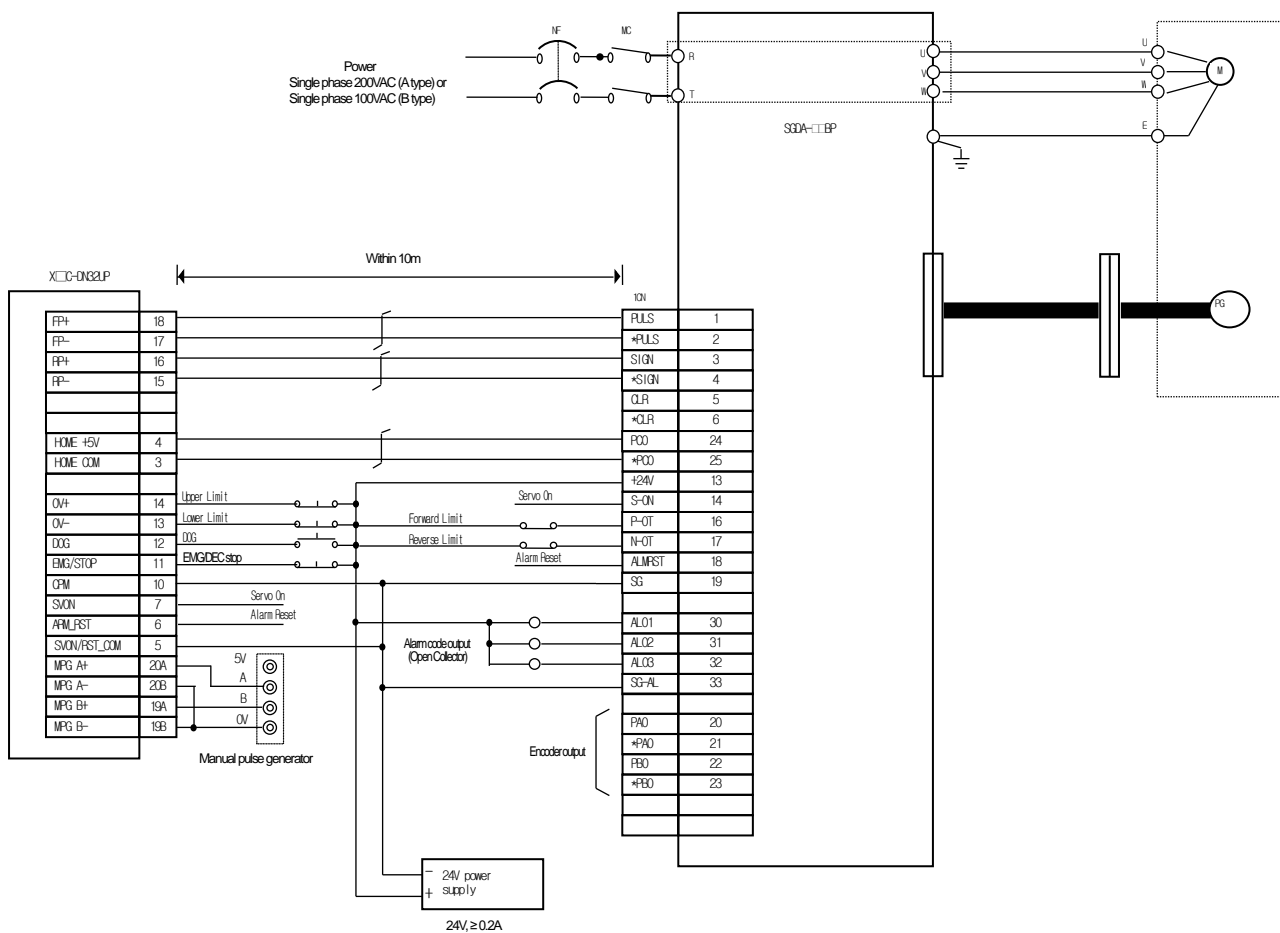 NF
MC
Power
Single phase 200VAC (A type) or
Single phase 100VAC (B type)
R
T
U
V
W
U
V
W
E
M
SGDA-□□BP
Within 10m
X□C-DN32UP
1CN
PG
FP+ 18
FP- 17
RP+ 16
RP- 15
HOME +5V 4
HOME COM 3
OV+ 14 Upper Limit
OV- 13 Lower Limit
DOG 12 DOG
EMG/STOP 11 EMG/DEC stop
CPM 10
SVON 7 Servo On
ARM_RST 6 Alarm Reset
SVON/RST_COM 5
MPG A+ 20A
MPG A- 20B
MPG B+ 19A
MPG B- 19B
5V
A
B
0V
Manual pulse generator
PULS 1
*PULS 2
SIGN 3
*SIGN 4
CLR 5
*CLR 6
PCO 24
*PCO 25
+24V 13
Servo On S-ON 14
Forward Limit P-OT 16
Reverse Limit N-OT 17
Alarm Reset ALMRST 18
SG 19
ALO1 30
ALO2 31
ALO3 32
SG-AL 33
Alarm code output
(Open Collector)
PAO 20
*PAO 21
PBO 22
*PBO 23
Encoder output
- 24V power
+ supply
24V, ≥ 0.2A